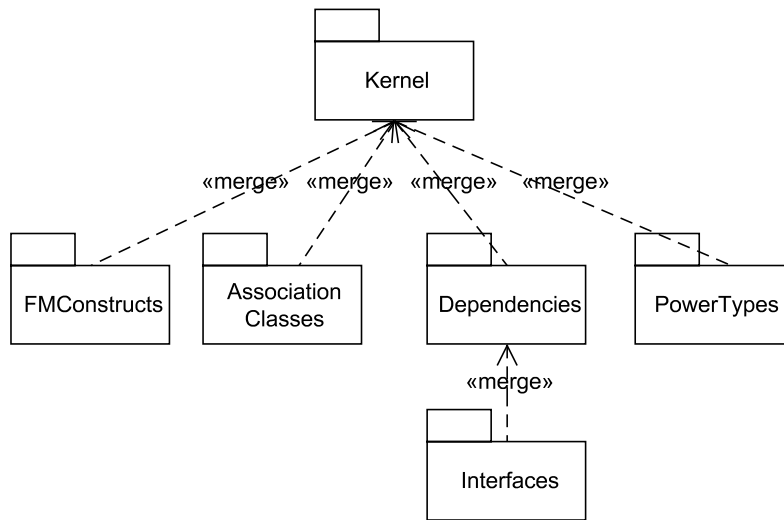 Kernel
«merge» «merge» «merge» «merge»
FMConstructs
Association
Classes
Dependencies
PowerTypes
«merge»
Interfaces